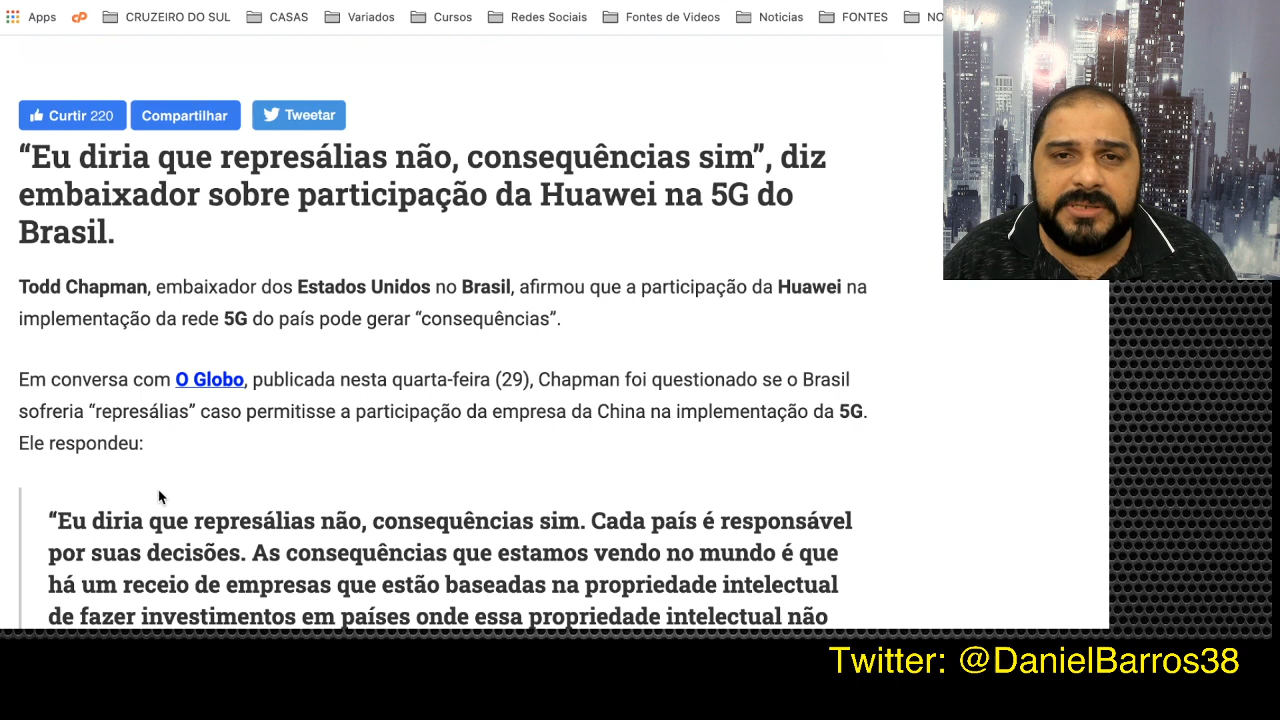 Apps CRUZEIRO DO SUL CASAS Variados Cursos Redes Sociais Fontes de Videos Noticias FONTES NO
Curtir 220 Compartilhar Tweetar
“Eu diria que represálias não, consequências sim”, diz
embaixador sobre participação da Huawei na 5G do
Brasil.
Todd Chapman, embaixador dos Estados Unidos no Brasil, afirmou que a participação da Huawei na
implementação da rede 5G do país pode gerar “consequências”.
Em conversa com O Globo, publicada nesta quarta-feira (29), Chapman foi questionado se o Brasil
sofreria “represálias” caso permitisse a participação da empresa da China na implementação da 5G.
Ele respondeu:
“Eu diria que represálias não, consequências sim. Cada país é responsável
por suas decisões. As consequências que estamos vendo no mundo é que
há um receio de empresas que estão baseadas na propriedade intelectual
de fazer investimentos em países onde essa propriedade intelectual não
Twitter: @DanielBarros38